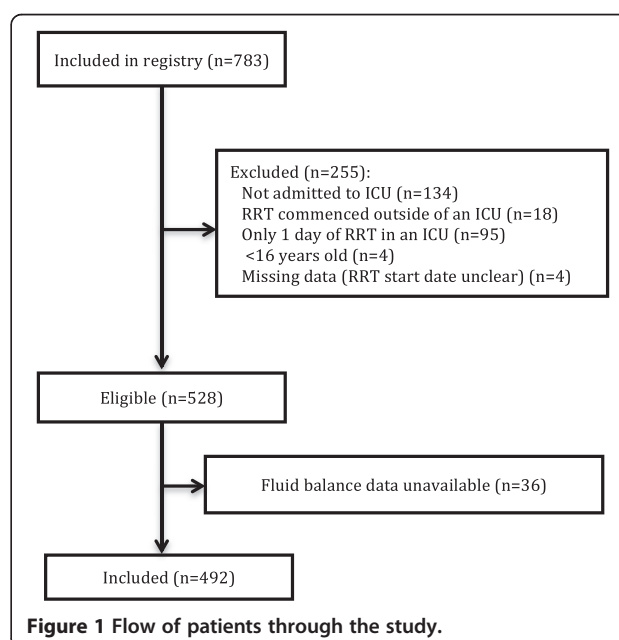 Included in registry (n=783)
Excluded (n=255):
Not admitted to ICU (n=134)
RRT commenced outside of an ICU (n=18)
Only 1 day of RRT in an ICU (n=95)
<16 years old (n=4)
Missing data (RRT start date unclear) (n=4)
Eligible (n=528)
Fluid balance data unavailable (n=36)
Included (n=492)
Figure 1 Flow of patients through the study.